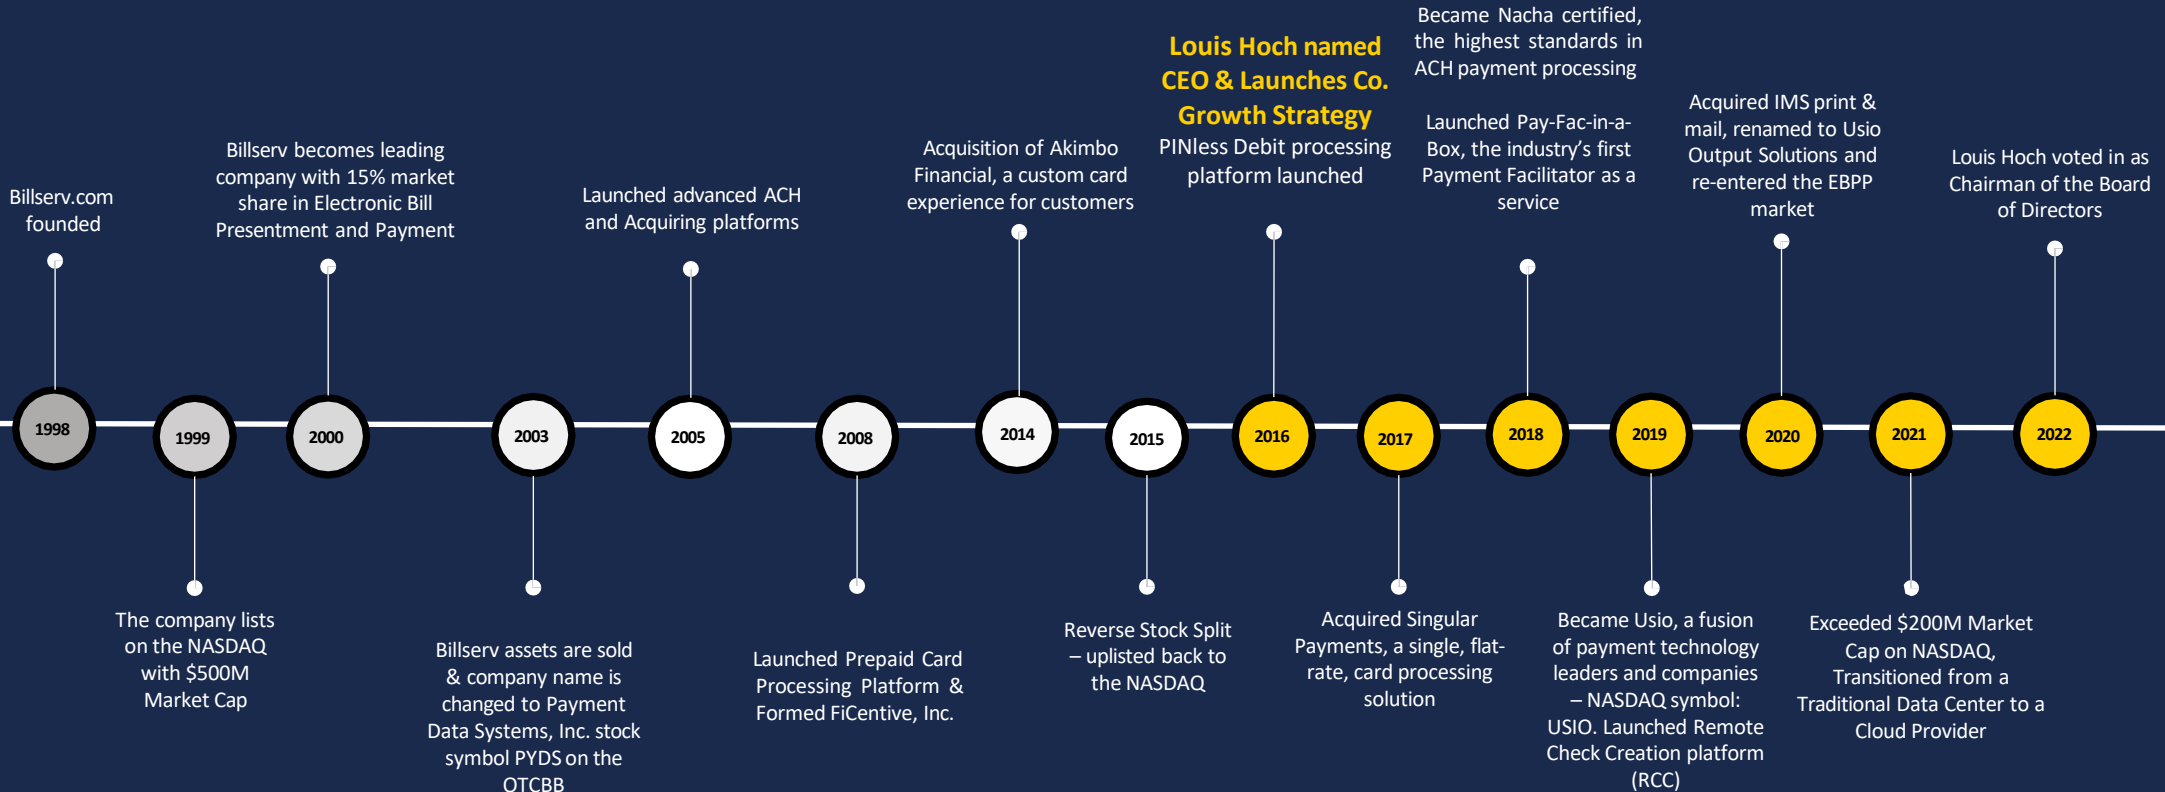 Billserv.com
founded
1998
1999
The company lists
on the NASDAQ
with $500M
Market Cap
Billserv becomes leading
company with 15% market
share in Electronic Bill
Presentment and Payment
2000
2003
Billserv assets are sold
& company name is
changed to Payment
Data Systems, Inc. stock
symbol PYDS on the
OTCBB
Launched advanced ACH
and Acquiring platforms
2005
2008
Launched Prepaid Card
Processing Platform &
Formed FiCentive, Inc.
Acquisition of Akimbo
Financial, a custom card
experience for customers
2014
2015
Reverse Stock Split
– uplisted back to
the NASDAQ
Louis Hoch named
CEO & Launches Co.
Growth Strategy
PINless Debit processing
platform launched
2016
2017
Acquired Singular
Payments, a single, flat-
rate, card processing
solution
Became Nacha certified,
the highest standards in
ACH payment processing
Launched Pay-Fac-in-a-
Box, the industry’s first
Payment Facilitator as a
service
2018
2019
Became Usio, a fusion
of payment technology
leaders and companies
– NASDAQ symbol:
USIO. Launched Remote
Check Creation platform
(RCC)
Acquired IMS print &
mail, renamed to Usio
Output Solutions and
re-entered the EBPP
market
2020
2021
Exceeded $200M Market
Cap on NASDAQ,
Transitioned from a
Traditional Data Center to a
Cloud Provider
Louis Hoch voted in as
Chairman of the Board
of Directors
2022